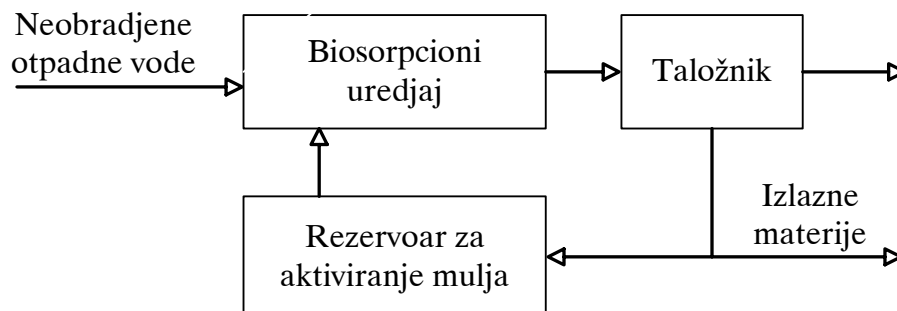 Neobradjene
otpadne vode
Biosorpcioni
uredjaj
Taložnik
Rezervoar za
aktiviranje mulja
Izlazne
materije